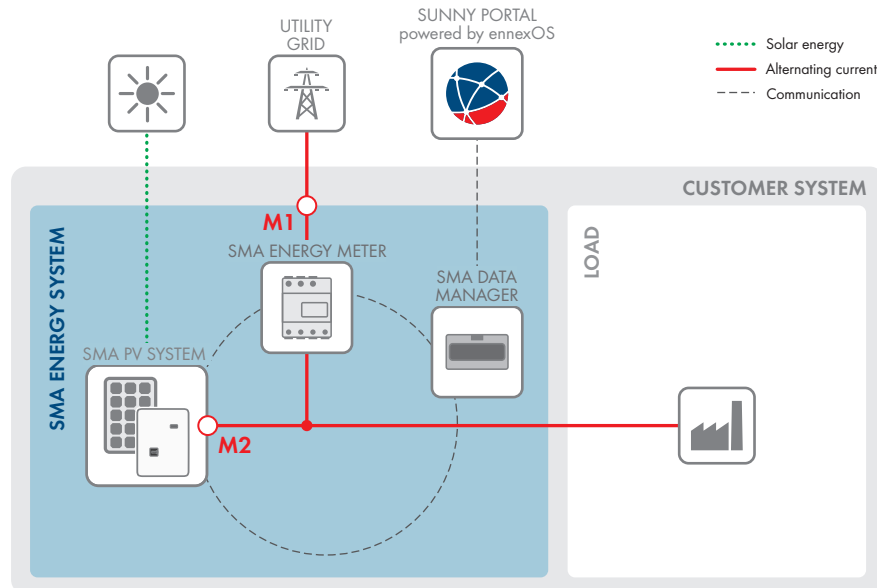 UTILITY
GRID
SUNNY PORTAL
powered by ennexOS
Solar energy
Alternating current
Communication
CUSTOMER SYSTEM
SMA ENERGY SYSTEM
M1
SMA ENERGY METER
SMA DATA
MANAGER
SMA PV SYSTEM
M2
LOAD